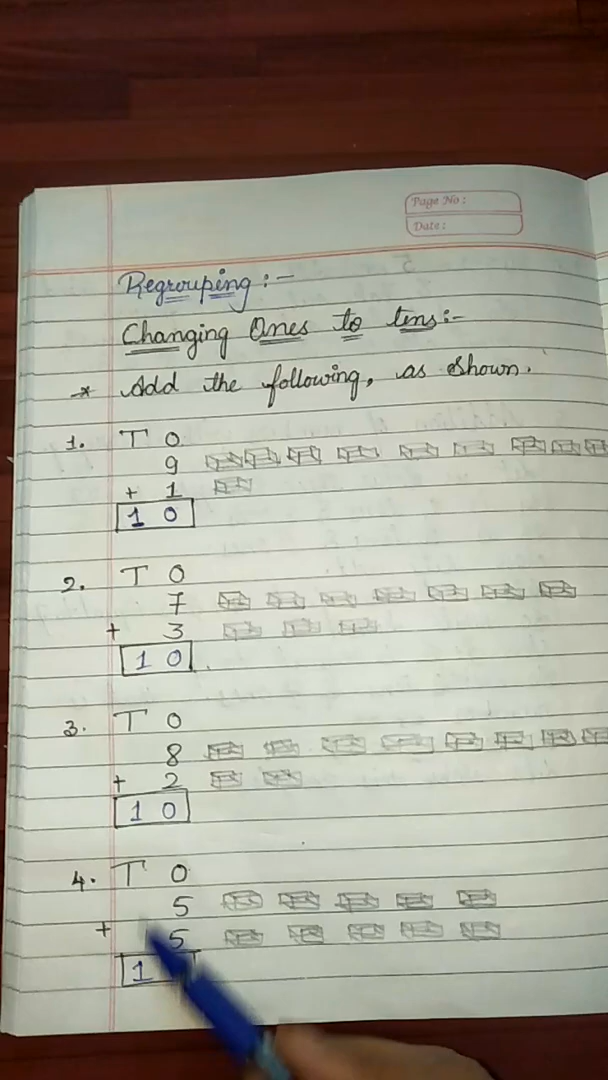 Page No :
Date :
Regrouping :-
Changing Ones to tens:-
* Add the following, as shown.
1. T O
9
+ 1
1 0
2. T O
7
+ 3
1 0
3. T O
8
+ 2
1 0
4. T O
5
+ 5
1